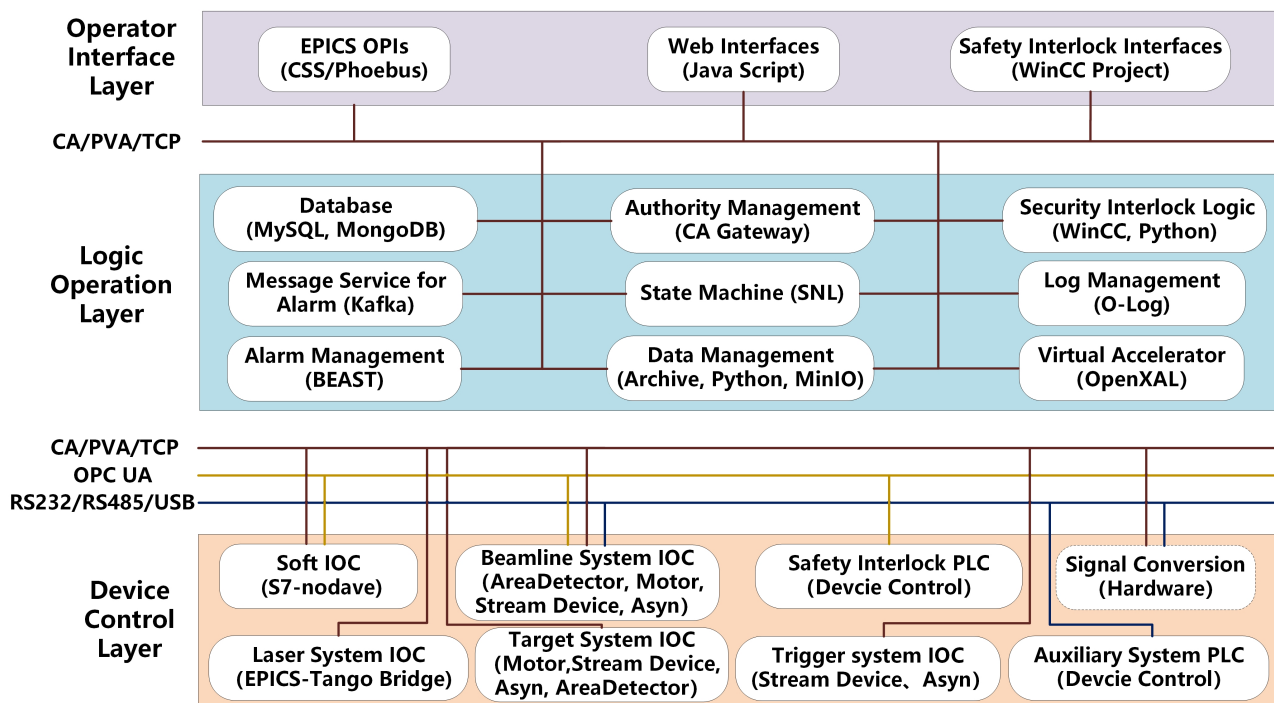 Operator
Interface
Layer
EPICS OPIs
(CSS/Phoebus)
Web Interfaces
(Java Script)
Safety Interlock Interfaces
(WinCC Project)
CA/PVA/TCP
Logic
Operation
Layer
Database
(MySQL, MongoDB)
Authority Management
(CA Gateway)
Security Interlock Logic
(WinCC, Python)
Message Service for
Alarm (Kafka)
State Machine (SNL)
Log Management
(O-Log)
Alarm Management
(BEAST)
Data Management
(Archive, Python, MinIO)
Virtual Accelerator
(OpenXAL)
CA/PVA/TCP
OPC UA
RS232/RS485/USB
Device
Control
Layer
Soft IOC
(S7-nodave)
Beamline System IOC
(AreaDetector, Motor,
Stream Device, Asyn)
Safety Interlock PLC
(Devcie Control)
Signal Conversion
(Hardware)
Laser System IOC
(EPICS-Tango Bridge)
Target System IOC
(Motor,Stream Device,
Asyn, AreaDetector)
Trigger system IOC
(Stream Device、Asyn)
Auxiliary System PLC
(Devcie Control)